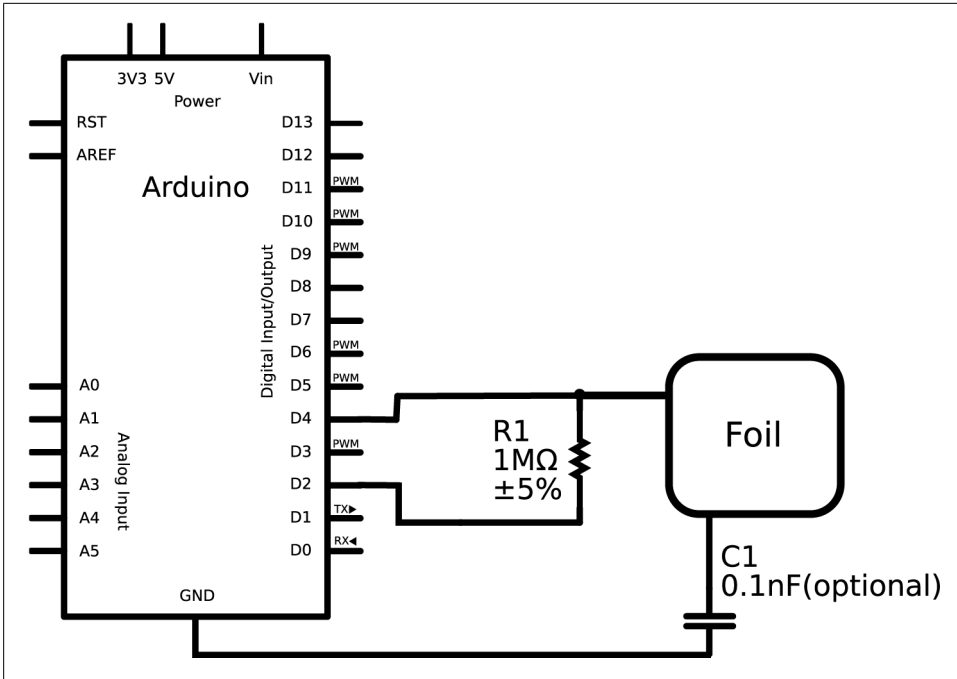 3V3 5V Vin
Power
RST
AREF
Arduino
D13
D12
D11 PWM
D10 PWM
D9 PWM
D8
D7
D6 PWM
D5 PWM
D4
D3 PWM
D2
D1 TX▶
D0 RX◀
Digital Input/Output
A0
A1
A2
A3
A4
A5
Analog Input
GND
R1
1MΩ
±5%
Foil
C1
0.1nF(optional)